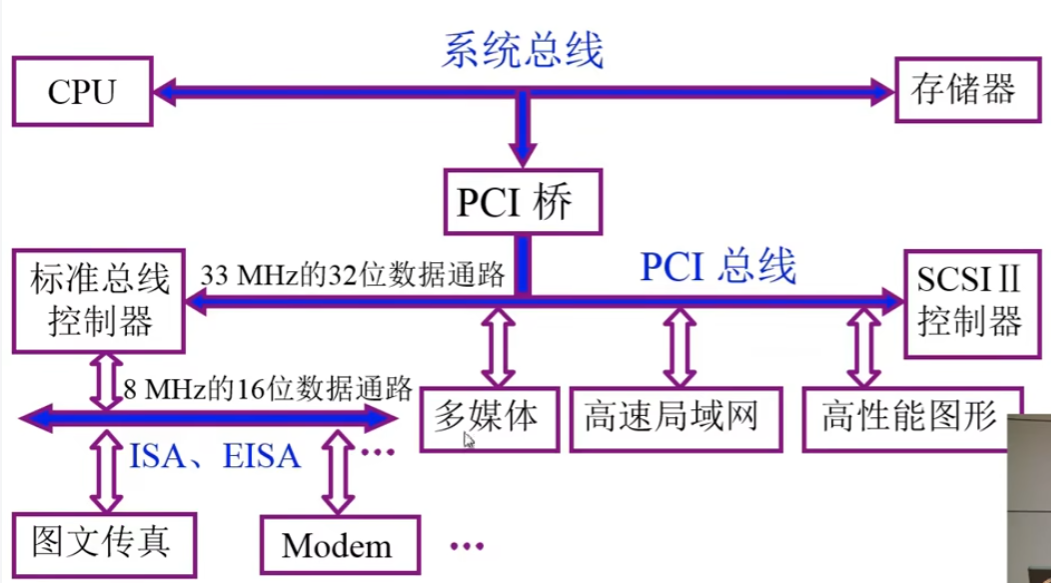 系统总线
CPU
存储器
PCI 桥
标准总线
控制器
33 MHz的32位数据通路
PCI 总线
SCSI Ⅱ
控制器
8 MHz的16位数据通路
多媒体
高速局域网
高性能图形
ISA、EISA
…
图文传真
Modem
…